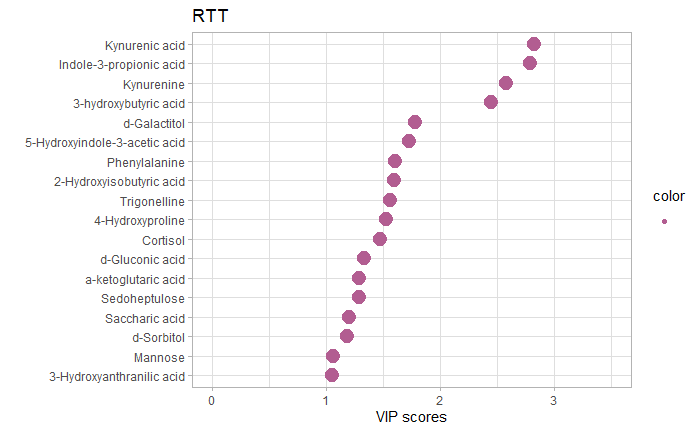 RTT
Kynurenic acid
Indole-3-propionic acid
Kynurenine
3-hydroxybutyric acid
d-Galactitol
5-Hydroxyindole-3-acetic acid
Phenylalanine
2-Hydroxyisobutyric acid
Trigonelline
4-Hydroxyproline
Cortisol
d-Gluconic acid
a-ketoglutaric acid
Sedoheptulose
Saccharic acid
d-Sorbitol
Mannose
3-Hydroxyanthranilic acid
0 1 2 3
VIP scores
color